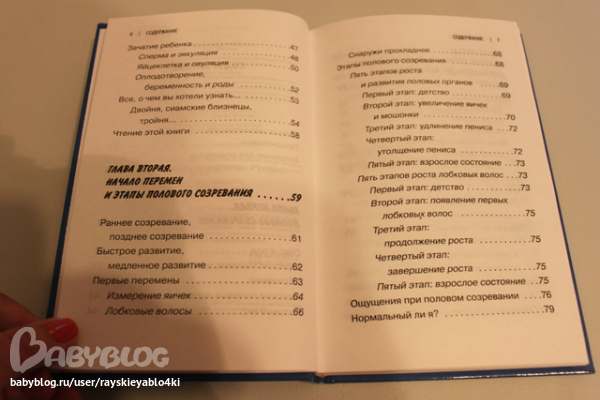 6 | СОДЕРЖАНИЕ
Зачатие ребенка ..... 47
Сперма и эякуляция ..... 48
Яйцеклетка и овуляция ..... 50
Оплодотворение,
беременность и роды ..... 52
Все, о чем вы хотели узнать... ..... 53
Двойня, сиамские близнецы,
тройня... ..... 54
Чтение этой книги ..... 58
ГЛАВА ВТОРАЯ.
НАЧАЛО ПЕРЕМЕН
И ЭТАПЫ ПОЛОВОГО СОЗРЕВАНИЯ ......59
Раннее созревание,
позднее созревание ..... 61
Быстрое развитие,
медленное развитие ..... 62
Первые перемены ..... 63
Измерение яичек ..... 64
Лобковые волосы ..... 66
СОДЕРЖАНИЕ | 7
Снаружи прохладнее ..... 68
Этапы полового созревания ..... 68
Пять этапов роста
и развития половых органов ..... 69
Первый этап: детство ..... 69
Второй этап: увеличение яичек
и мошонки ..... 70
Третий этап: удлинение пениса ..... 72
Четвертый этап:
утолщение пениса ..... 72
Пятый этап: взрослое состояние ..73
Пять этапов роста лобковых волос ...73
Первый этап: детство ..... 73
Второй этап: появление первых
лобковых волос ..... 75
Третий этап:
продолжение роста ..... 75
Четвертый этап:
завершение роста ..... 75
Пятый этап: взрослое состояние ..75
Ощущения при половом созревании ..76
Нормальный ли я? ..... 79
BABYBLOG
babyblog.ru/user/rayskieyablo4ki